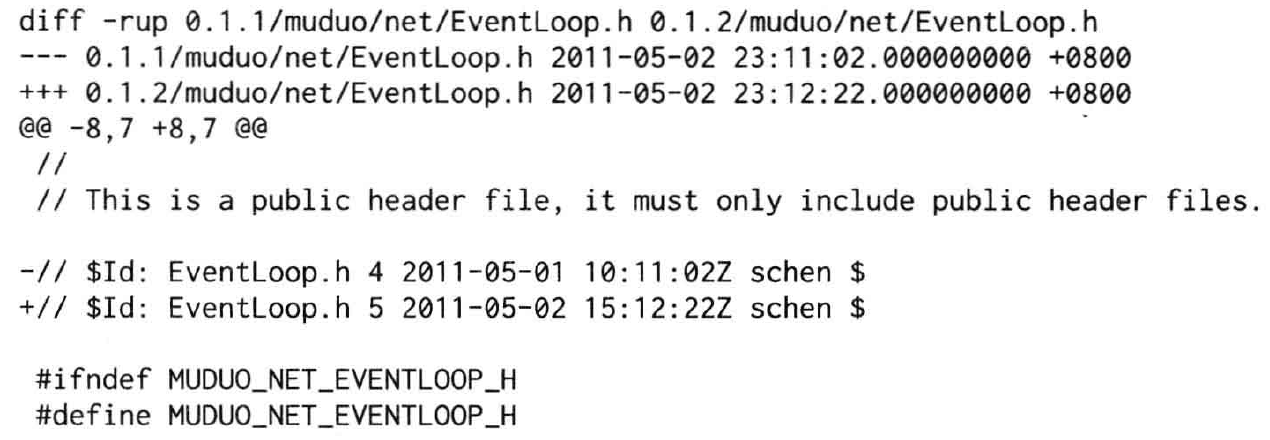 diff -rup 0.1.1/muduo/net/EventLoop.h 0.1.2/muduo/net/EventLoop.h
--- 0.1.1/muduo/net/EventLoop.h 2011-05-02 23:11:02.000000000 +0800
+++ 0.1.2/muduo/net/EventLoop.h 2011-05-02 23:12:22.000000000 +0800
@@ -8,7 +8,7 @@
 //
 // This is a public header file, it must only include public header files.

-// $Id: EventLoop.h 4 2011-05-01 10:11:02Z schen $
+// $Id: EventLoop.h 5 2011-05-02 15:12:22Z schen $

 #ifndef MUDUO_NET_EVENTLOOP_H
 #define MUDUO_NET_EVENTLOOP_H